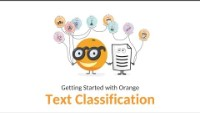 Getting Started with Orange
Text Classification